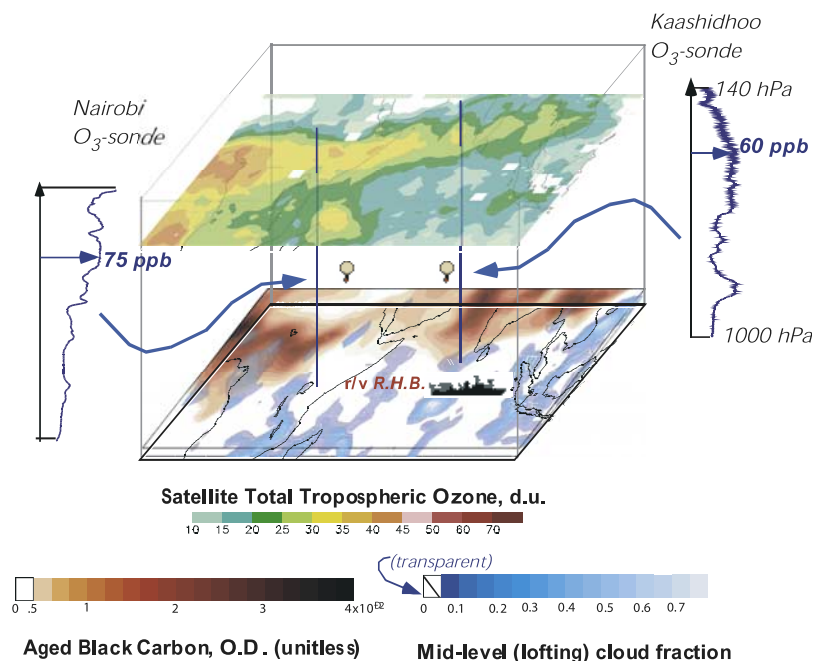 Kaashidhoo
O3-sonde
Nairobi
O3-sonde
140 hPa
60 ppb
75 ppb
1000 hPa
r/v R.H.B.
Satellite Total Tropospheric Ozone, d.u.
10 15 20 25 30 35 40 45 50 60 70
(transparent)
0 .5 1 2 3 4x10E02
0 0.1 0.2 0.3 0.4 0.5 0.6 0.7
Aged Black Carbon, O.D. (unitless)
Mid-level (lofting) cloud fraction